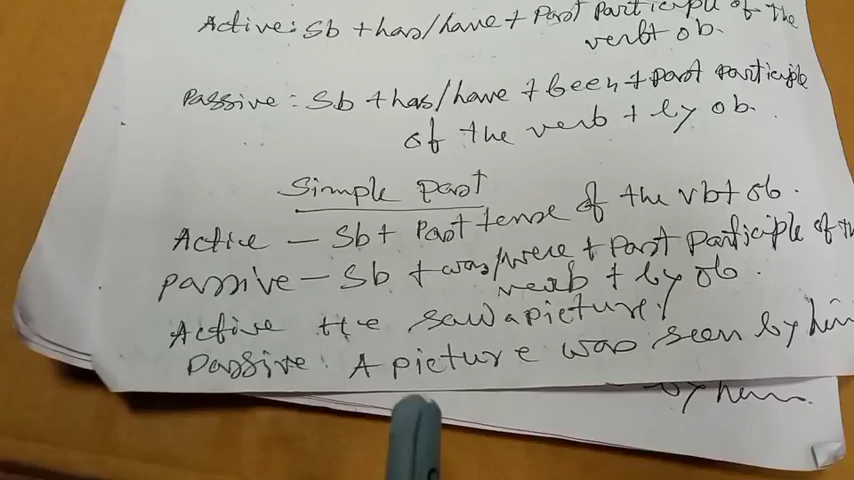 Active: Sb + has/have + Past Participle of the
verb + ob.
Passive: Sb + has/have + been + past participle
of the verb + by ob.
Simple past
Active – Sb + Past tense of the vb + ob.
Passive – Sb + was/were + Past participle of the
verb + by ob.
Active He saw a picture.
Passive: A picture was seen by him
by him.